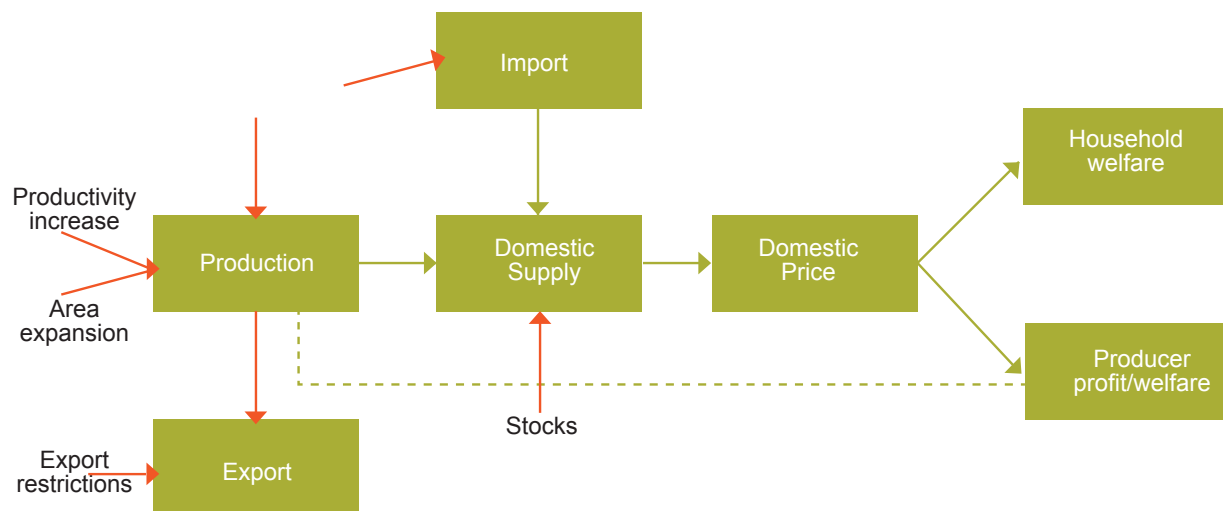 Import
Household
welfare
Productivity
increase
Production
Domestic
Supply
Domestic
Price
Area
expansion
Producer
profit/welfare
Stocks
Export
restrictions
Export